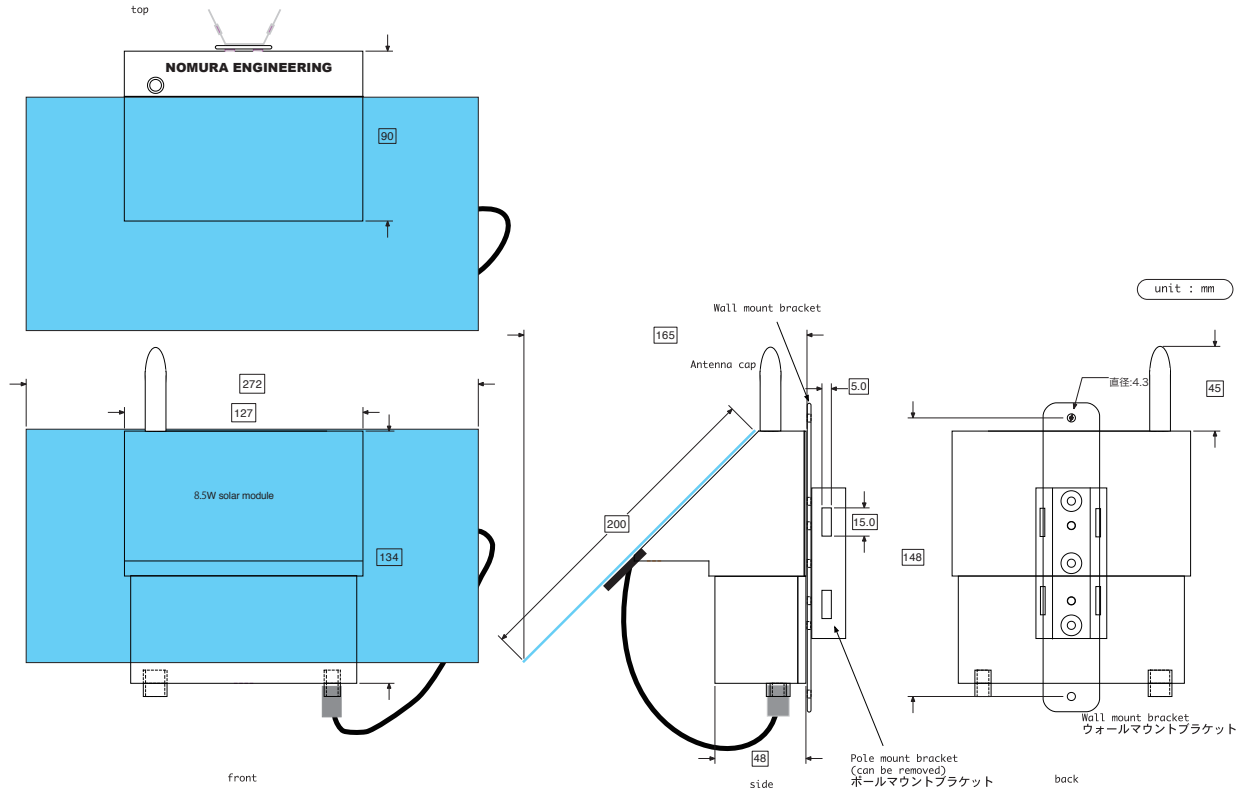 top
NOMURA ENGINEERING
90
unit : mm
Wall mount bracket
165
Antenna cap
5.0
直径:4.3
45
272
127
8.5W solar module
200
15.0
134
148
Wall mount bracket
ウォールマウントブラケット
48
Pole mount bracket
(can be removed)
ポールマウントブラケット
front
side
back